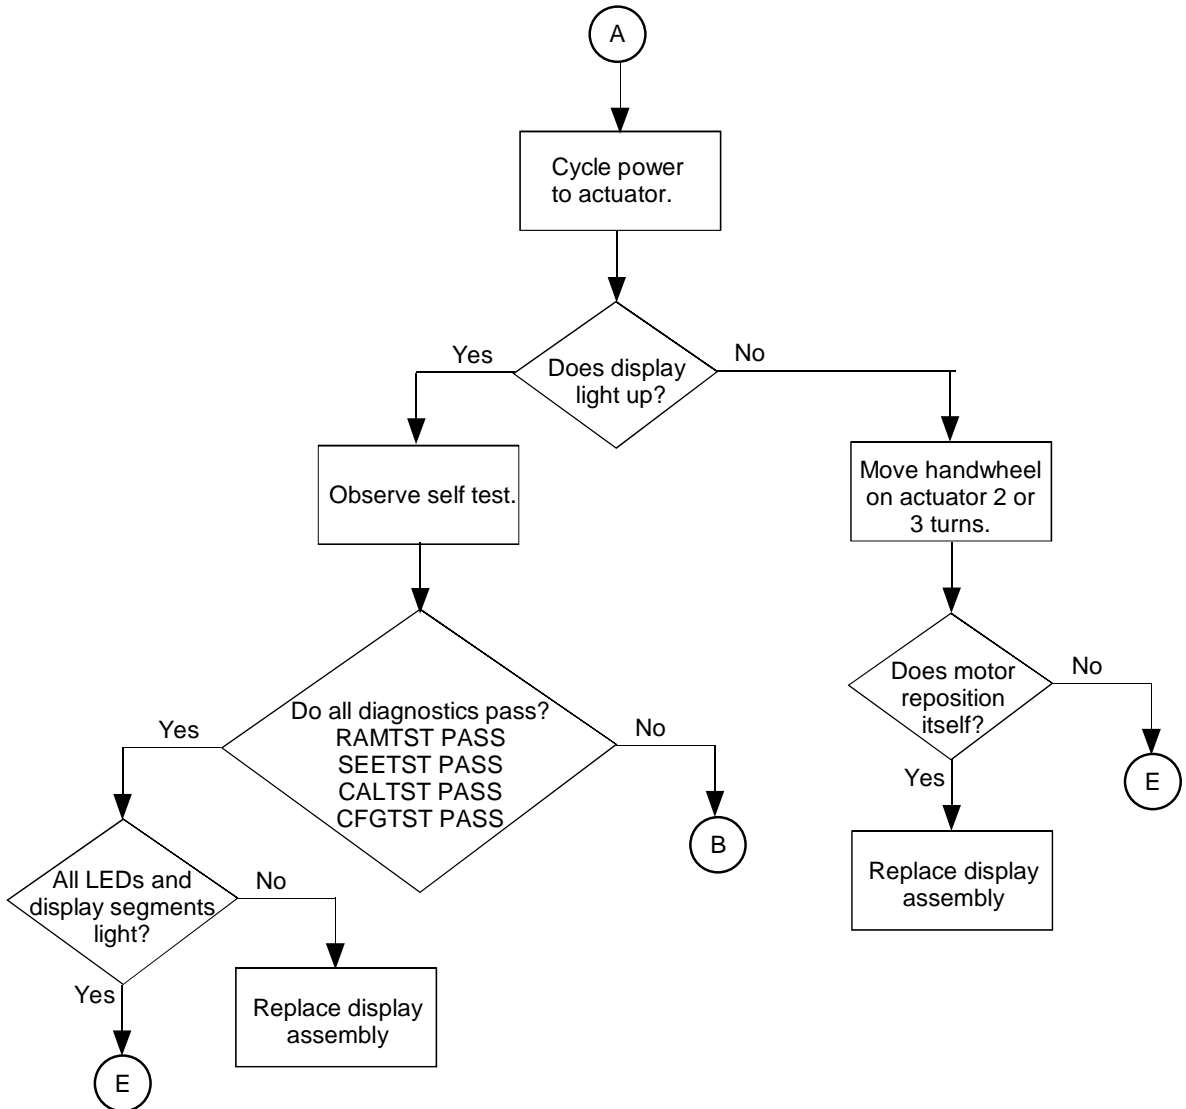 A
Cycle power
to actuator.
Yes
No
Does display
light up?
Observe self test.
Move handwheel
on actuator 2 or
3 turns.
Yes
Do all diagnostics pass?
RAMTST PASS
SEETST PASS
CALTST PASS
CFGTST PASS
No
Does motor
reposition
itself?
No
Yes
E
B
All LEDs and
display segments
light?
No
Replace display
assembly
Yes
Replace display
assembly
E